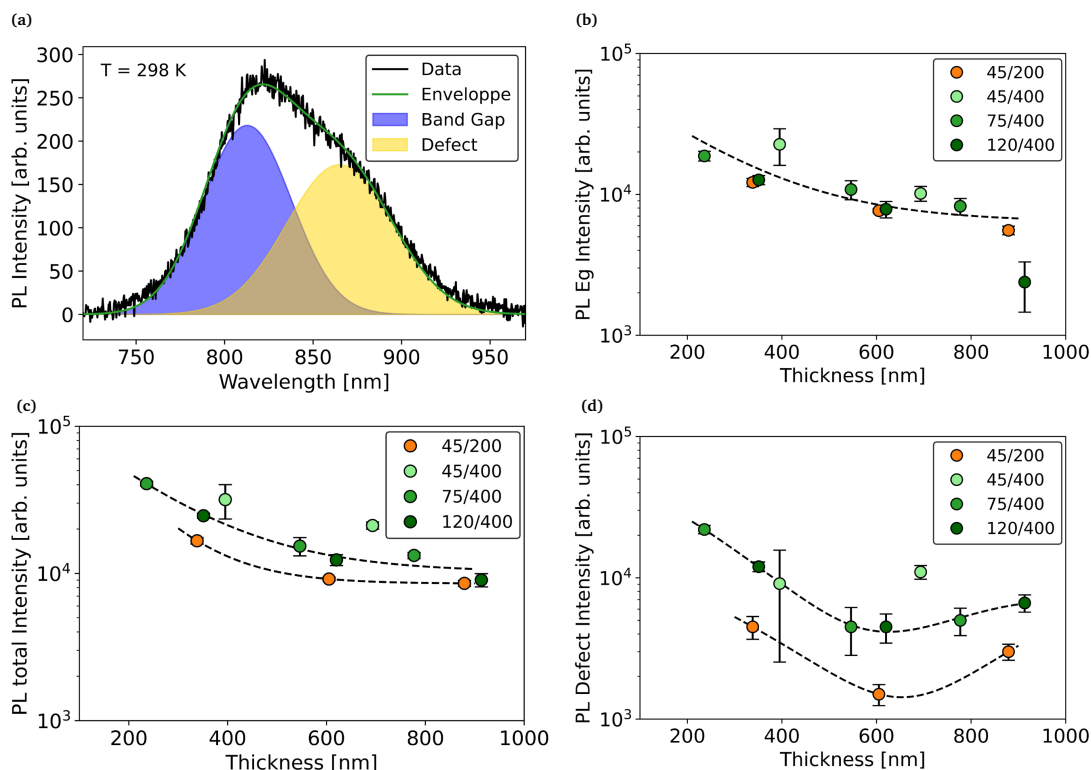 (a)
T = 298 K
Data
Enveloppe
Band Gap
Defect
300
250
200
150
100
50
0
PL Intensity [arb. units]
750 800 850 900 950
Wavelength [nm]
(b)
45/200
45/400
75/400
120/400
10^5
10^4
10^3
PL Eg Intensity [arb. units]
200 400 600 800 1000
Thickness [nm]
(c)
45/200
45/400
75/400
120/400
10^5
10^4
10^3
PL total Intensity [arb. units]
200 400 600 800 1000
Thickness [nm]
(d)
45/200
45/400
75/400
120/400
10^5
10^4
10^3
PL Defect Intensity [arb. units]
200 400 600 800 1000
Thickness [nm]